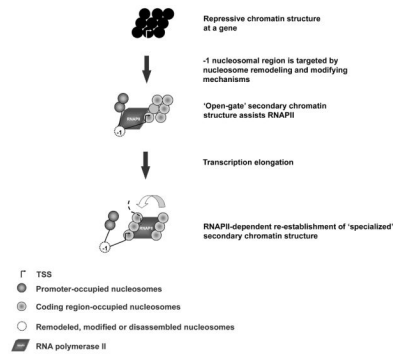 Repressive chromatin structure
at a gene
-1 nucleosomal region is targeted by
nucleosome remodeling and modifying
mechanisms
‘Open-gate’ secondary chromatin
structure assists RNAPII
RNAPII
-1
Transcription elongation
RNAPII
-1
RNAPII-dependent re-establishment of ‘specialized’
secondary chromatin structure
TSS
Promoter-occupied nucleosomes
Coding region-occupied nucleosomes
Remodeled, modified or disassembled nucleosomes
RNA polymerase II